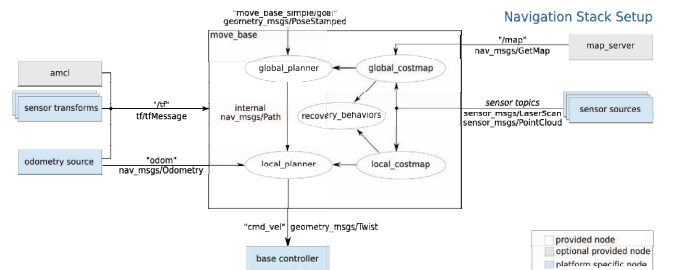 "move_base_simple/goal"
geometry_msgs/PoseStamped
Navigation Stack Setup
move_base
"/map"
nav_msgs/GetMap
map_server
global_planner
global_costmap
amcl
sensor transforms
"/tf"
tf/tfMessage
internal
nav_msgs/Path
recovery_behaviors
sensor topics
sensor_msgs/LaserScan
sensor_msgs/PointCloud
sensor sources
odometry source
"odom"
nav_msgs/Odometry
local_planner
local_costmap
"cmd_vel" geometry_msgs/Twist
base controller
provided node
optional provided node
platform specific node